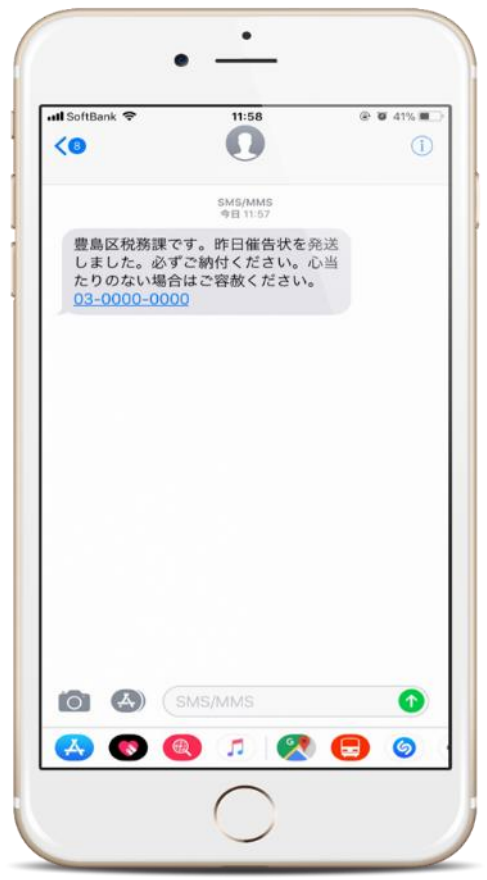 SoftBank 11:58 41%
8
SMS/MMS
今日 11:57
豊島区税務課です。昨日催告状を発送
しました。必ずご納付ください。心当
たりのない場合はご容赦ください。
03-0000-0000
SMS/MMS